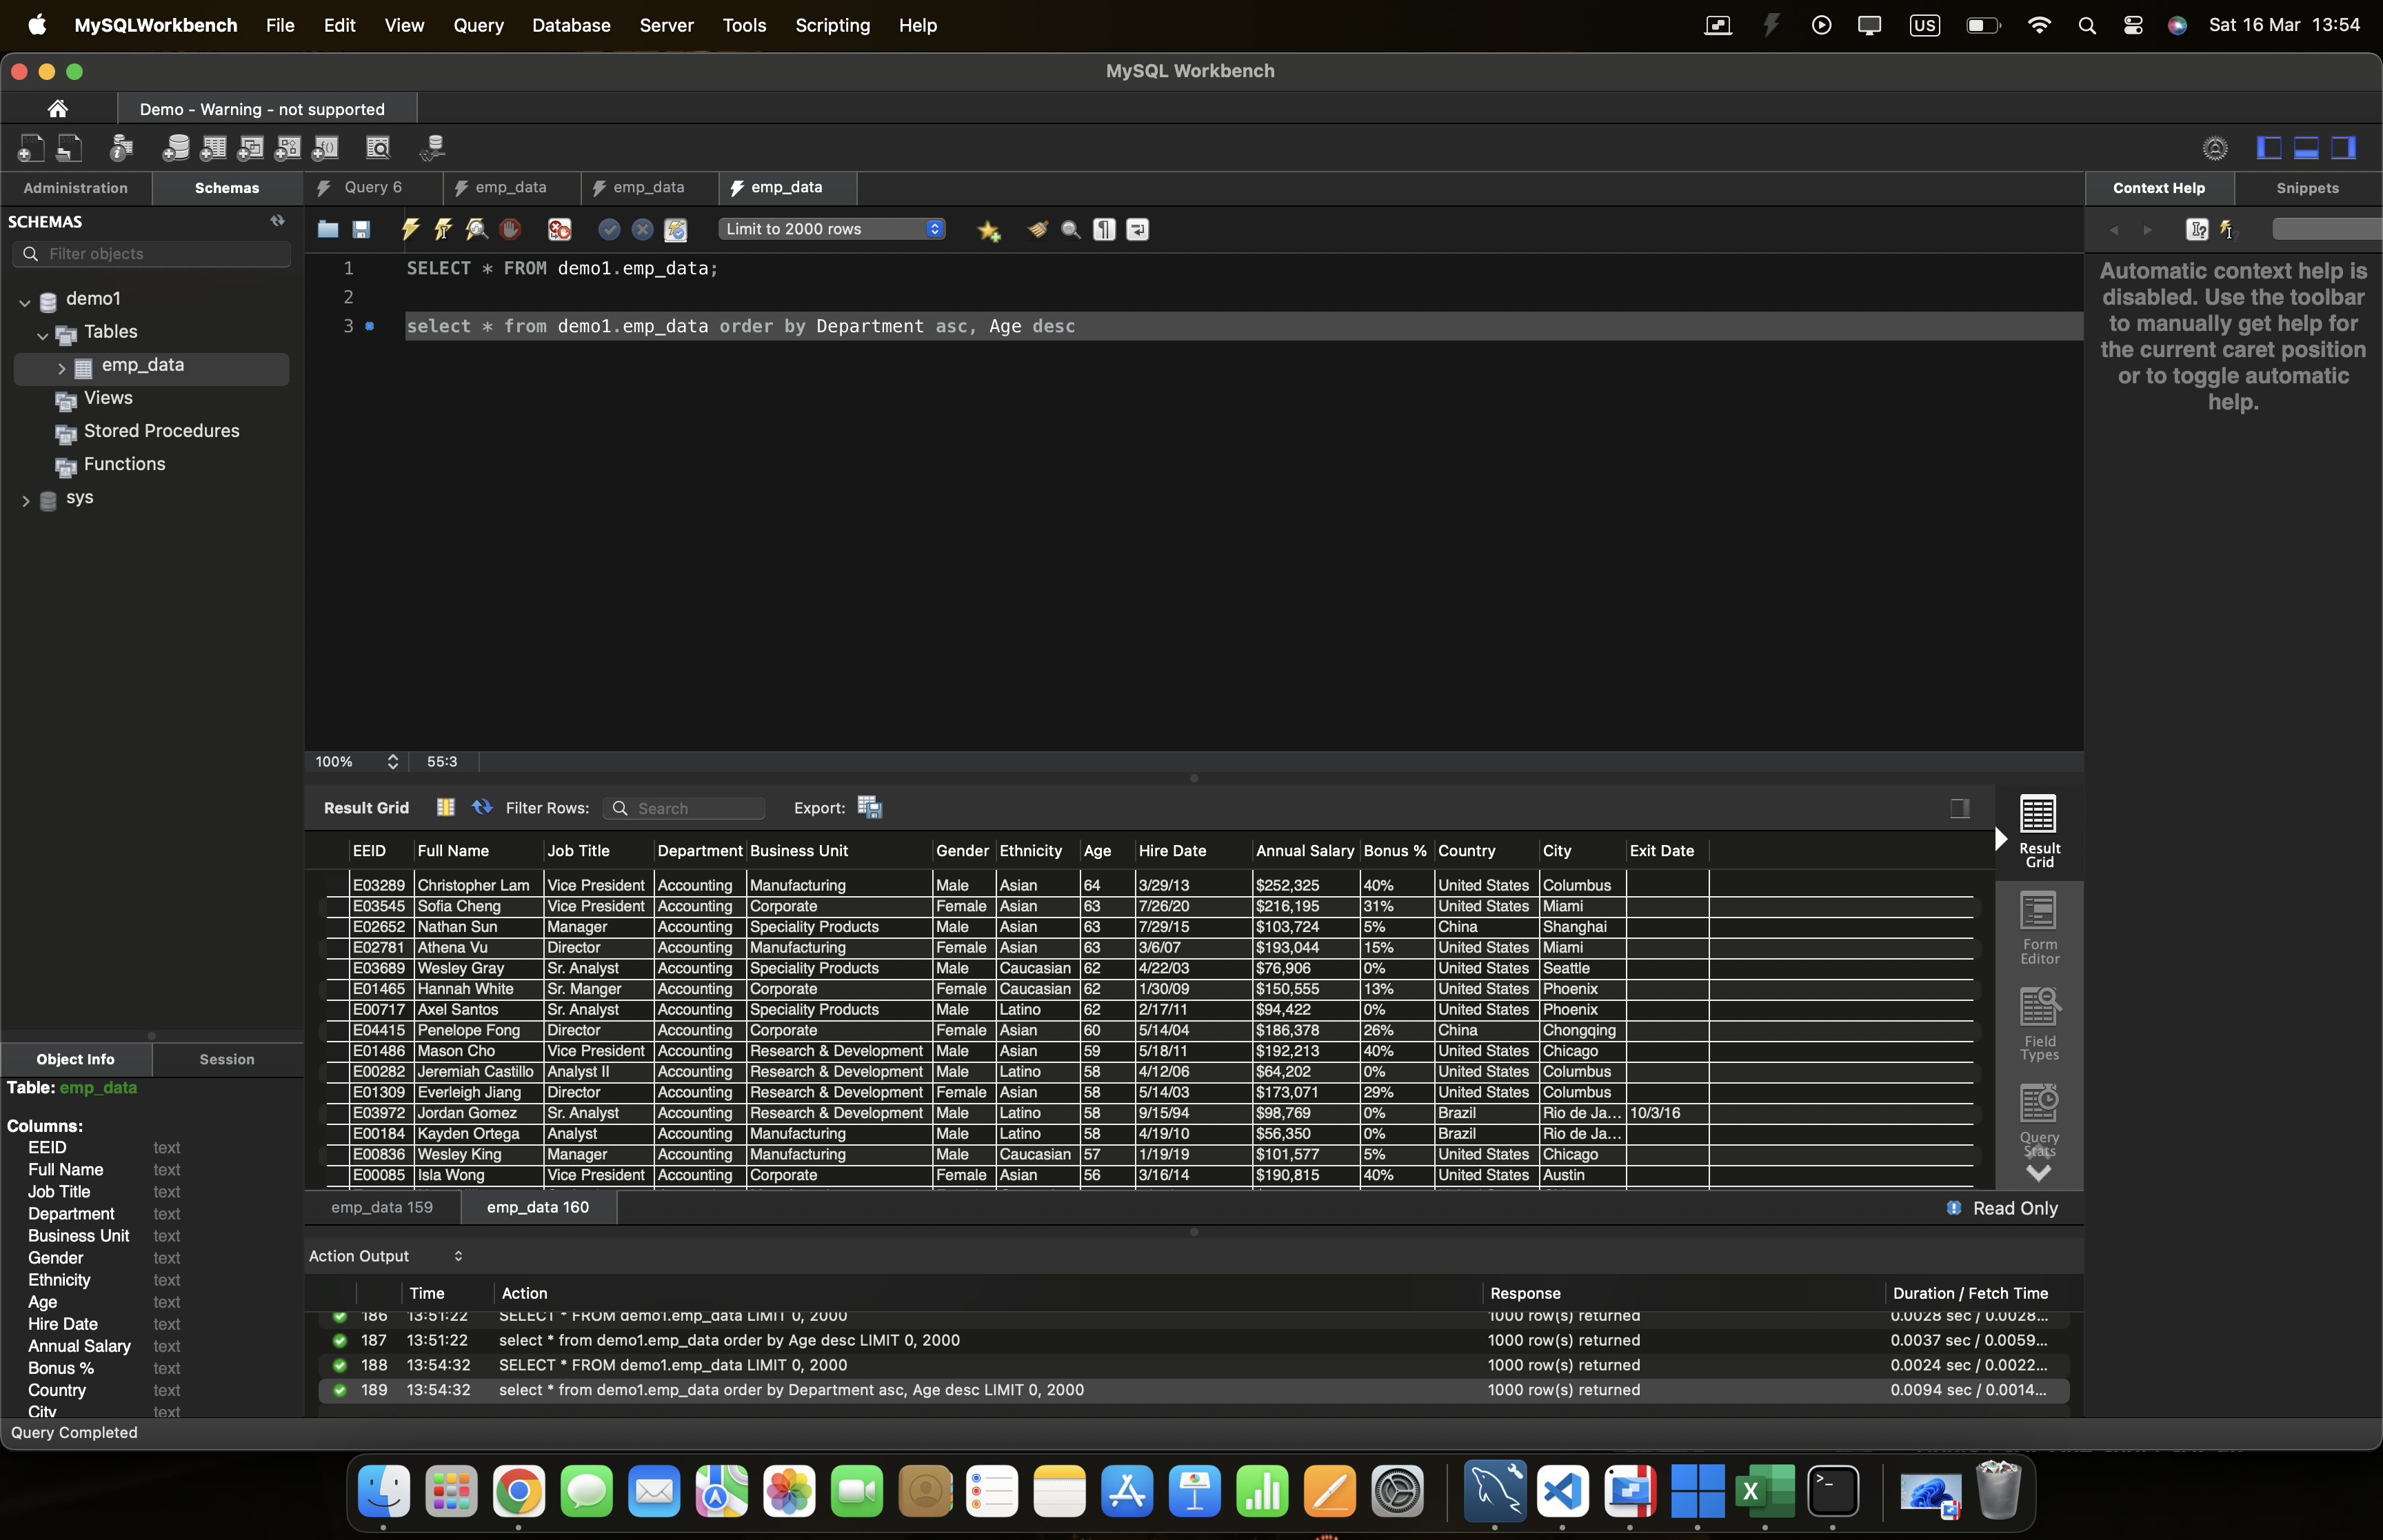 MySQLWorkbench File Edit View Query Database Server Tools Scripting Help US Sat 16 Mar 13:54
MySQL Workbench
Demo - Warning - not supported
Administration Schemas Query 6 emp_data emp_data emp_data Context Help Snippets
SCHEMAS
Limit to 2000 rows
Filter objects
1 SELECT * FROM demo1.emp_data;
2
3 select * from demo1.emp_data order by Department asc, Age desc
demo1
Tables
emp_data
Views
Stored Procedures
Functions
sys
Automatic context help is
disabled. Use the toolbar
to manually get help for
the current caret position
or to toggle automatic
help.
100% 55:3
Result Grid Filter Rows: Search Export:
EEID Full Name Job Title Department Business Unit Gender Ethnicity Age Hire Date Annual Salary Bonus % Country City Exit Date
E03289 Christopher Lam Vice President Accounting Manufacturing Male Asian 64 3/29/13 $252,325 40% United States Columbus
E03545 Sofia Cheng Vice President Accounting Corporate Female Asian 63 7/26/20 $216,195 31% United States Miami
E02652 Nathan Sun Manager Accounting Speciality Products Male Asian 63 7/29/15 $103,724 5% China Shanghai
E02781 Athena Vu Director Accounting Manufacturing Female Asian 63 3/6/07 $193,044 15% United States Miami
E03689 Wesley Gray Sr. Analyst Accounting Speciality Products Male Caucasian 62 4/22/03 $76,906 0% United States Seattle
E01465 Hannah White Sr. Manger Accounting Corporate Female Caucasian 62 1/30/09 $150,555 13% United States Phoenix
E00717 Axel Santos Sr. Analyst Accounting Speciality Products Male Latino 62 2/17/11 $94,422 0% United States Phoenix
E04415 Penelope Fong Director Accounting Corporate Female Asian 60 5/14/04 $186,378 26% China Chongqing
E01486 Mason Cho Vice President Accounting Research & Development Male Asian 59 5/18/11 $192,213 40% United States Chicago
E00282 Jeremiah Castillo Analyst II Accounting Research & Development Male Latino 58 4/12/06 $64,202 0% United States Columbus
E01309 Everleigh Jiang Director Accounting Research & Development Female Asian 58 5/14/03 $173,071 29% United States Columbus
E03972 Jordan Gomez Sr. Analyst Accounting Research & Development Male Latino 58 9/15/94 $98,769 0% Brazil Rio de Ja... 10/3/16
E00184 Kayden Ortega Analyst Accounting Manufacturing Male Latino 58 4/19/10 $56,350 0% Brazil Rio de Ja...
E00836 Wesley King Manager Accounting Manufacturing Male Caucasian 57 1/19/19 $101,577 5% United States Chicago
E00085 Isla Wong Vice President Accounting Corporate Female Asian 56 3/16/14 $190,815 40% United States Austin
Result
Grid
Form
Editor
Field
Types
Query
Stats
emp_data 159 emp_data 160 Read Only
Object Info Session
Table: emp_data
Columns:
EEID text
Full Name text
Job Title text
Department text
Business Unit text
Gender text
Ethnicity text
Age text
Hire Date text
Annual Salary text
Bonus % text
Country text
City text
Action Output
Time Action Response Duration / Fetch Time
186 13:51:22 SELECT * FROM demo1.emp_data LIMIT 0, 2000 1000 row(s) returned 0.0028 sec / 0.0028...
187 13:51:22 select * from demo1.emp_data order by Age desc LIMIT 0, 2000 1000 row(s) returned 0.0037 sec / 0.0059...
188 13:54:32 SELECT * FROM demo1.emp_data LIMIT 0, 2000 1000 row(s) returned 0.0024 sec / 0.0022...
189 13:54:32 select * from demo1.emp_data order by Department asc, Age desc LIMIT 0, 2000 1000 row(s) returned 0.0094 sec / 0.0014...
Query Completed